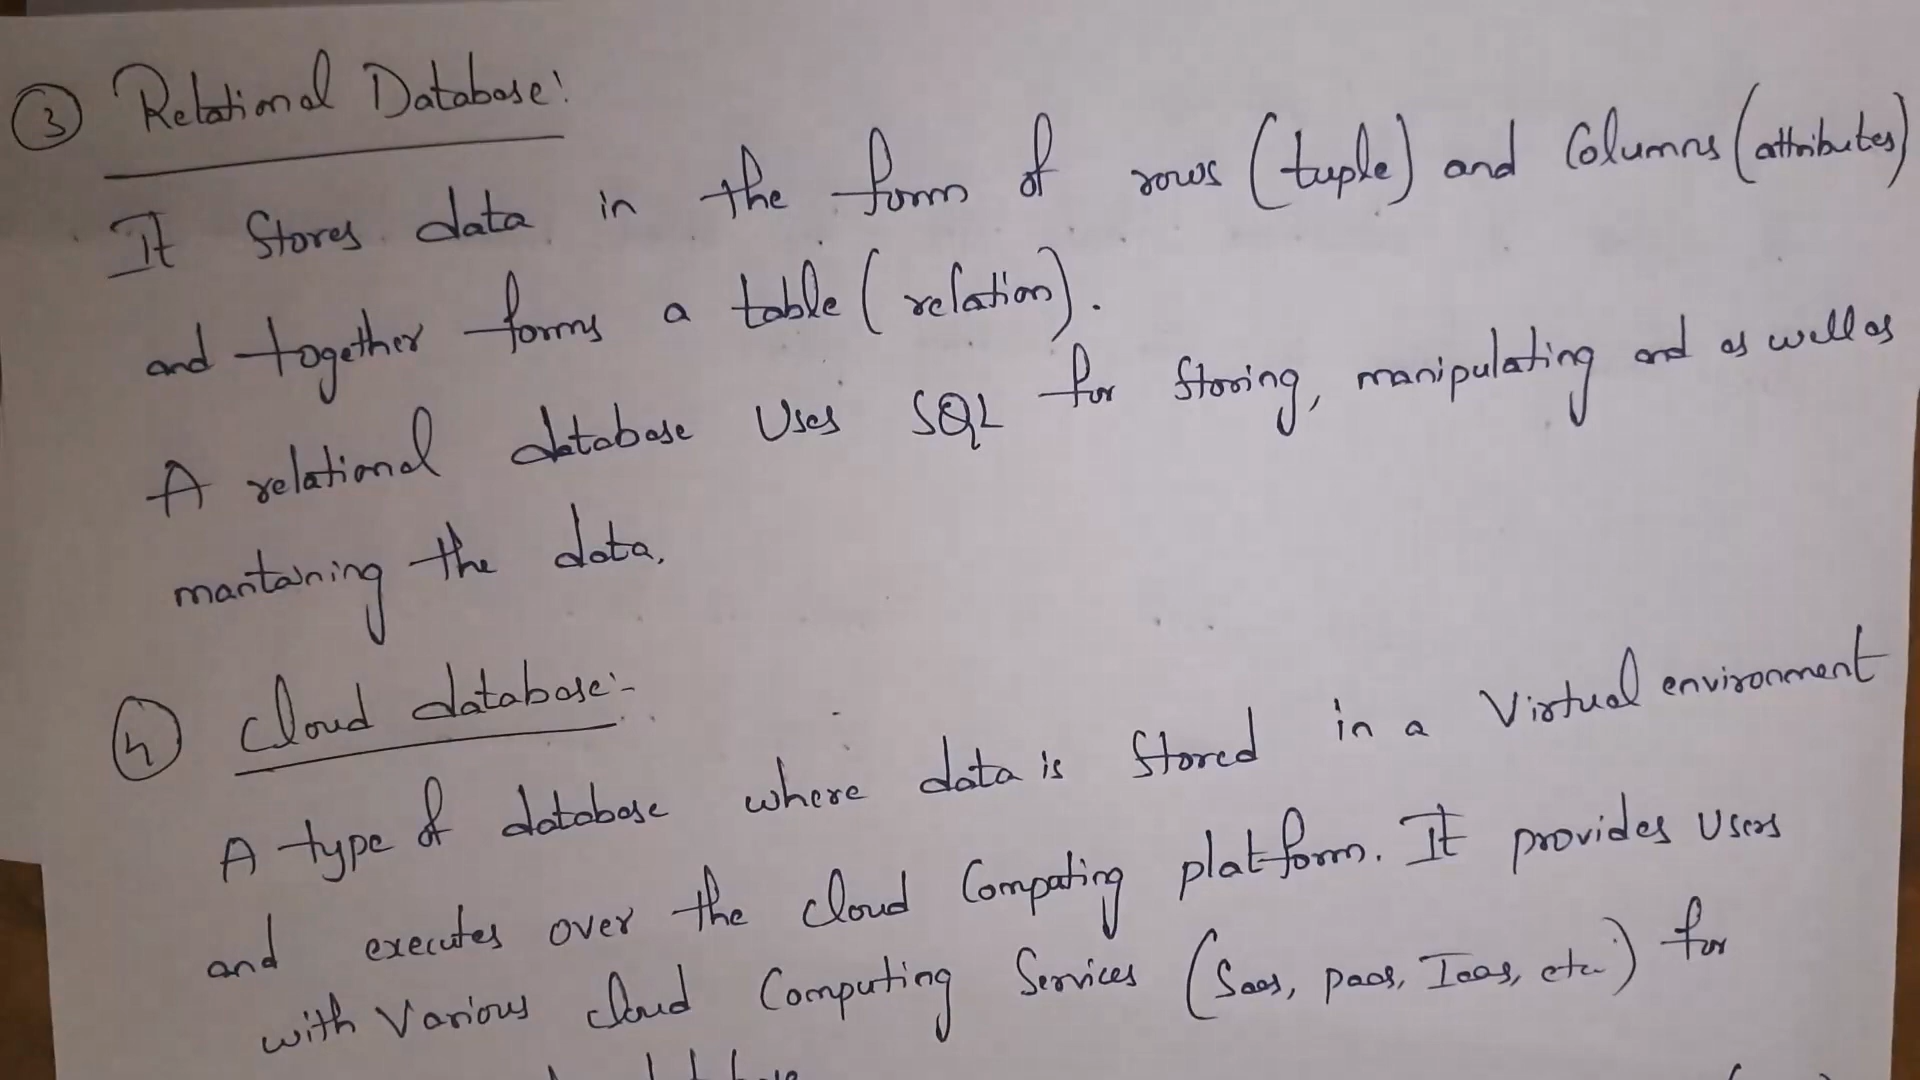 ③ Relational Database:
It Stores data in the form of rows (tuple) and Columns (attributes)
and together forms a table (relation).
A relational database Uses SQL for Storing, manipulating and as well as
mantaining the data.
④ Cloud database:-
A type of database where data is Stored in a Virtual environment
and executes over the cloud Computing platform. It provides Users
with Various cloud Computing Services (Saas, paas, Iaas, etc.) for